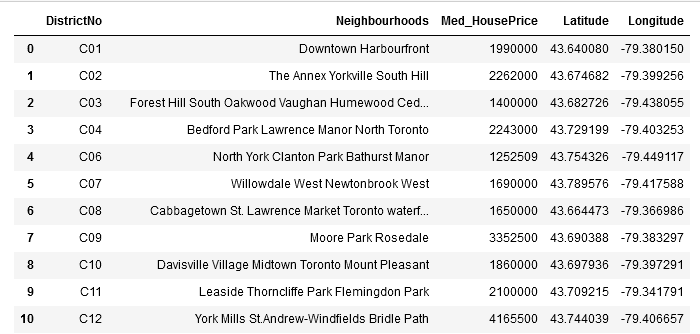 DistrictNo Neighbourhoods Med_HousePrice Latitude Longitude
0 C01 Downtown Harbourfront 1990000 43.640080 -79.380150
1 C02 The Annex Yorkville South Hill 2262000 43.674682 -79.399256
2 C03 Forest Hill South Oakwood Vaughan Humewood Ced... 1400000 43.682726 -79.438055
3 C04 Bedford Park Lawrence Manor North Toronto 2243000 43.729199 -79.403253
4 C06 North York Clanton Park Bathurst Manor 1252509 43.754326 -79.449117
5 C07 Willowdale West Newtonbrook West 1690000 43.789576 -79.417588
6 C08 Cabbagetown St. Lawrence Market Toronto waterf... 1650000 43.664473 -79.366986
7 C09 Moore Park Rosedale 3352500 43.690388 -79.383297
8 C10 Davisville Village Midtown Toronto Mount Pleasant 1860000 43.697936 -79.397291
9 C11 Leaside Thorncliffe Park Flemingdon Park 2100000 43.709215 -79.341791
10 C12 York Mills St.Andrew-Windfields Bridle Path 4165500 43.744039 -79.406657